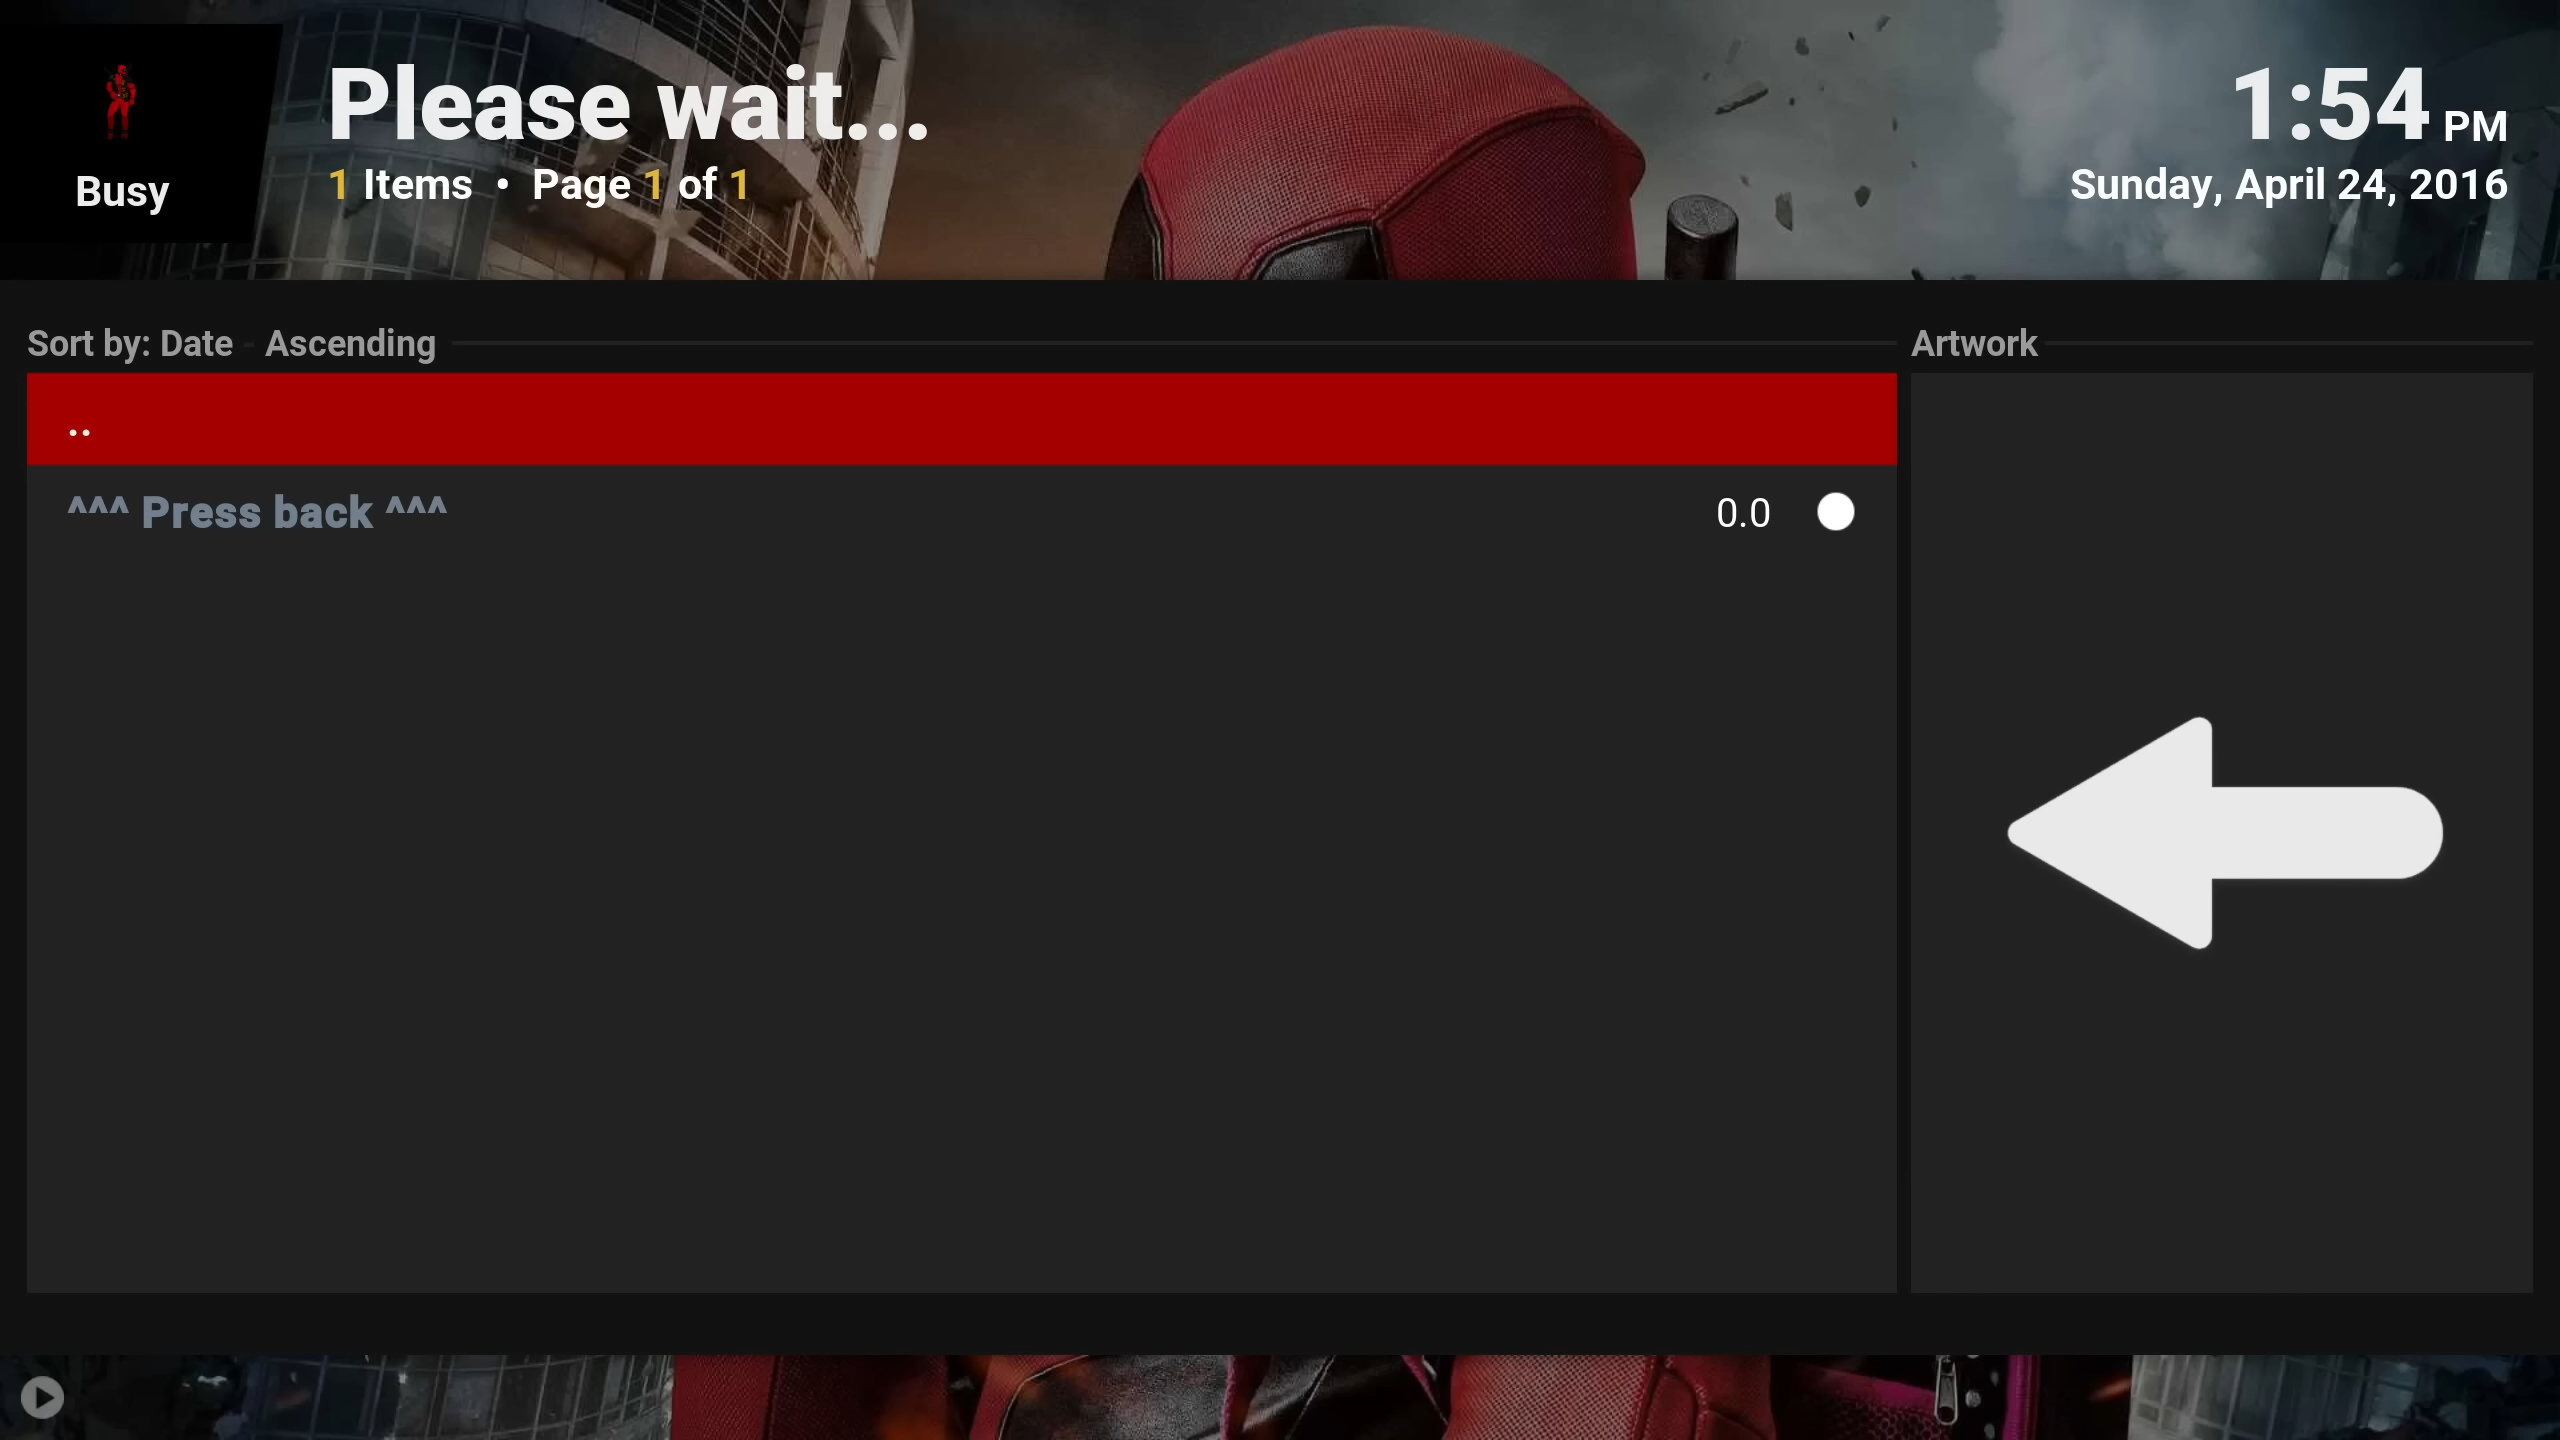 Busy
Please wait...
1 Items • Page 1 of 1
1:54 PM
Sunday, April 24, 2016
Sort by: Date - Ascending
Artwork
..
^^^ Press back ^^^ 0.0